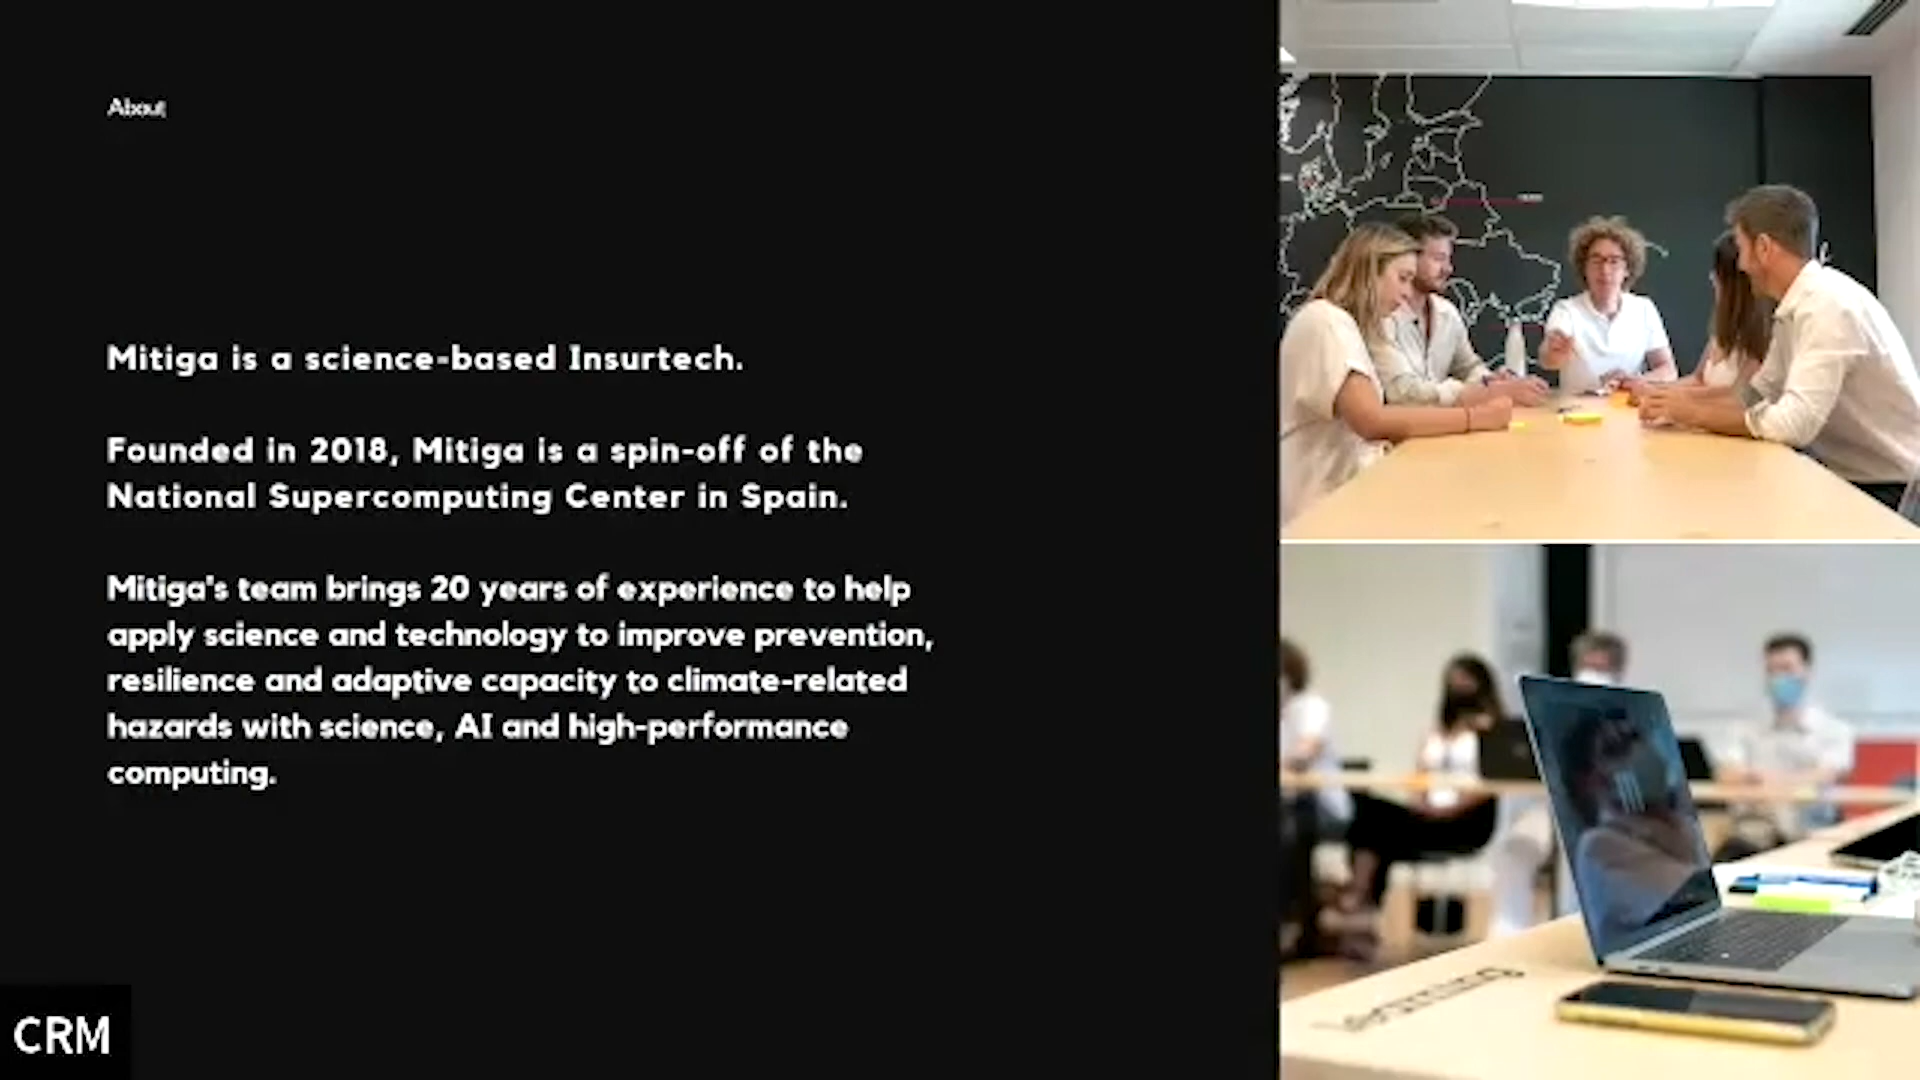 About
Mitiga is a science-based Insurtech.
Founded in 2018, Mitiga is a spin-off of the
National Supercomputing Center in Spain.
Mitiga's team brings 20 years of experience to help
apply science and technology to improve prevention,
resilience and adaptive capacity to climate-related
hazards with science, AI and high-performance
computing.
Learning
CRM